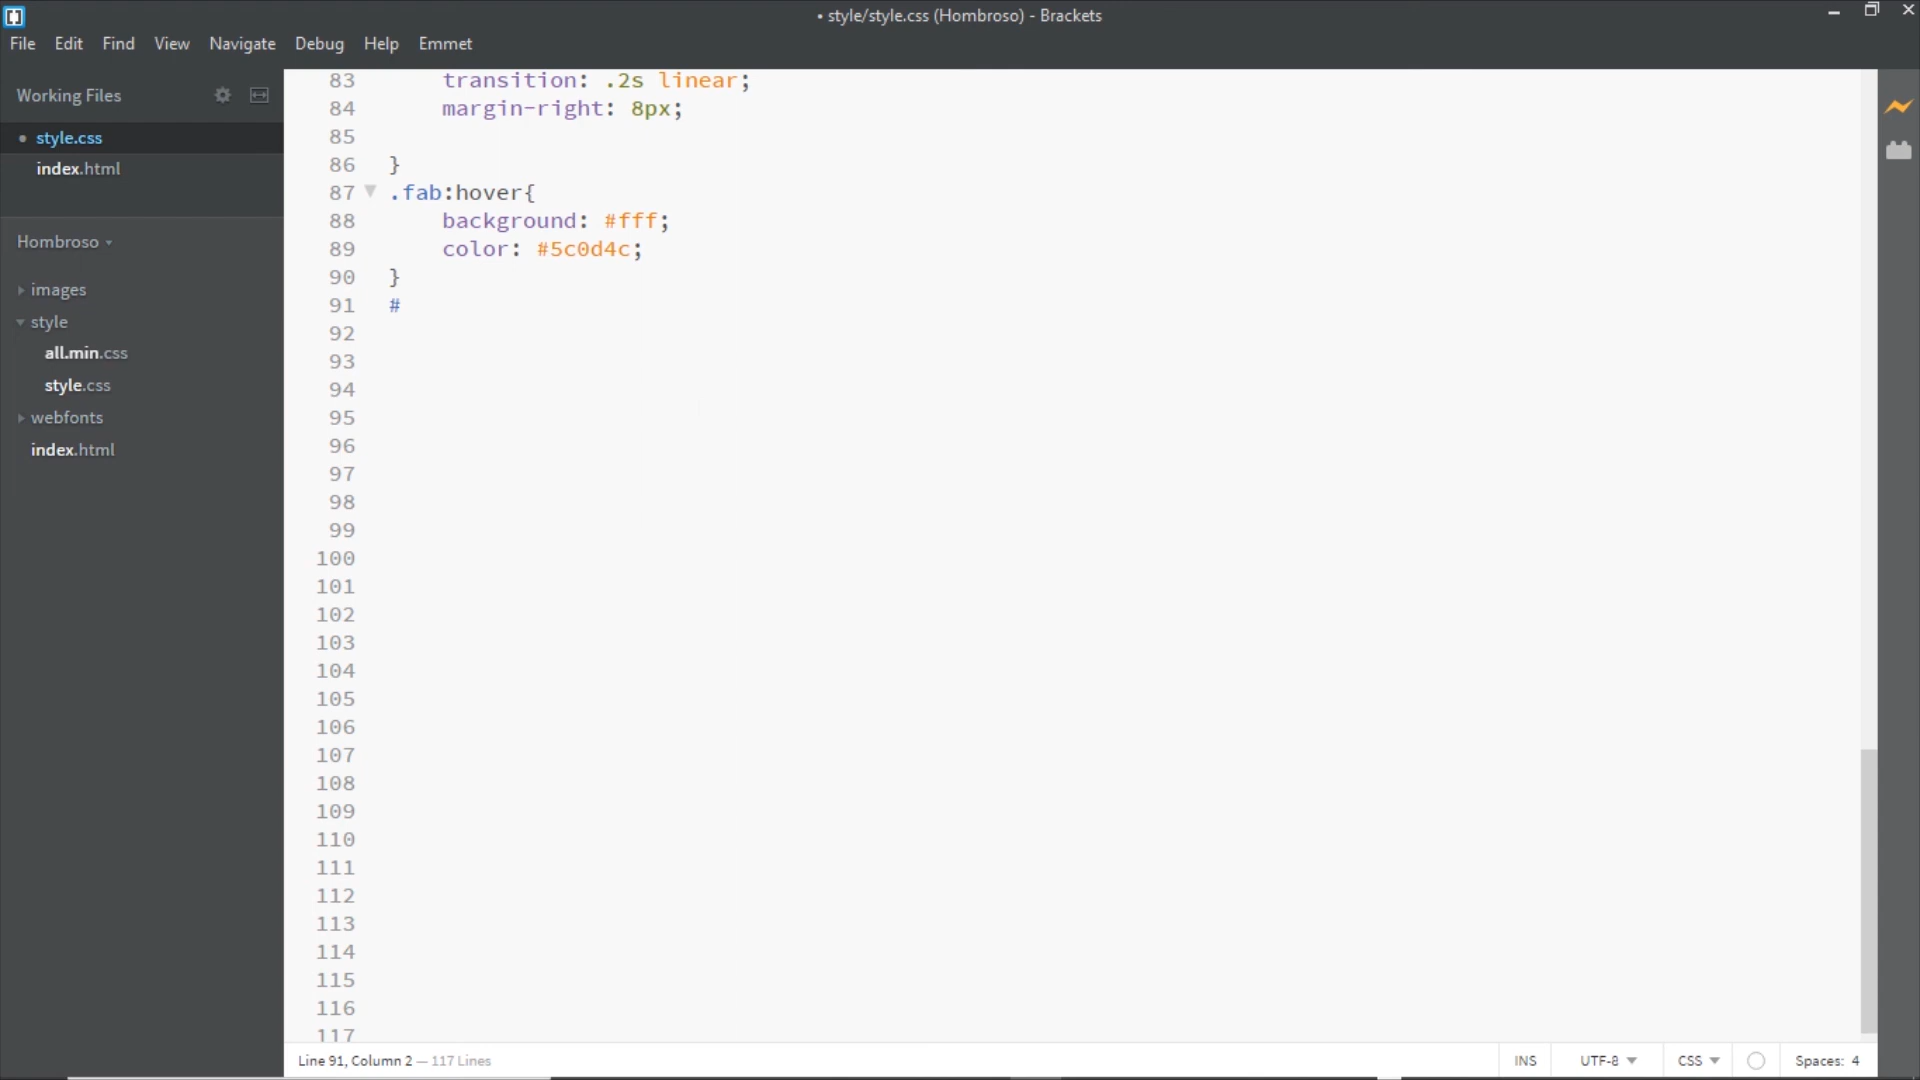 • style/style.css (Hombroso) - Brackets
File Edit Find View Navigate Debug Help Emmet
Working Files
• style.css
index.html
Hombroso
images
style
all.min.css
style.css
webfonts
index.html
83 transition: .2s linear;
84 margin-right: 8px;
85
86 }
87 .fab:hover{
88 background: #fff;
89 color: #5c0d4c;
90 }
91 #
92
93
94
95
96
97
98
99
100
101
102
103
104
105
106
107
108
109
110
111
112
113
114
115
116
117
Line 91, Column 2 — 117 Lines
INS UTF-8 CSS Spaces: 4